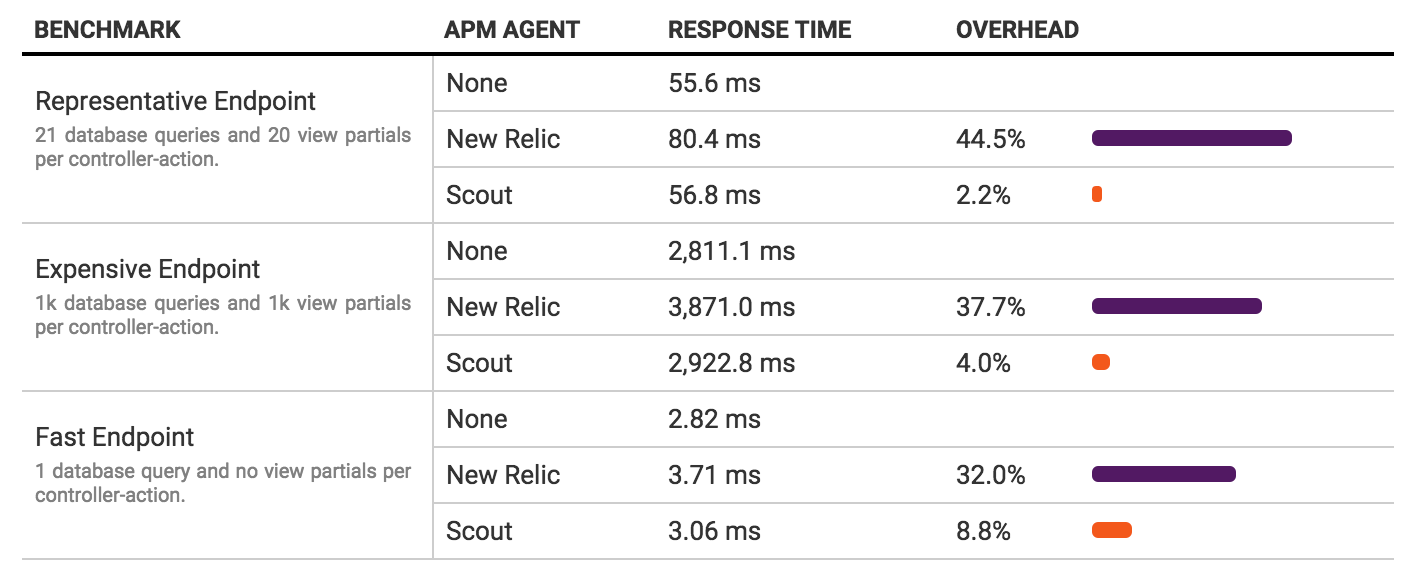 BENCHMARK APM AGENT RESPONSE TIME OVERHEAD
None 55.6 ms
Representative Endpoint
21 database queries and 20 view partials
per controller-action.
New Relic 80.4 ms 44.5%
Scout 56.8 ms 2.2%
None 2,811.1 ms
Expensive Endpoint
1k database queries and 1k view partials
per controller-action.
New Relic 3,871.0 ms 37.7%
Scout 2,922.8 ms 4.0%
None 2.82 ms
Fast Endpoint
1 database query and no view partials per
controller-action.
New Relic 3.71 ms 32.0%
Scout 3.06 ms 8.8%